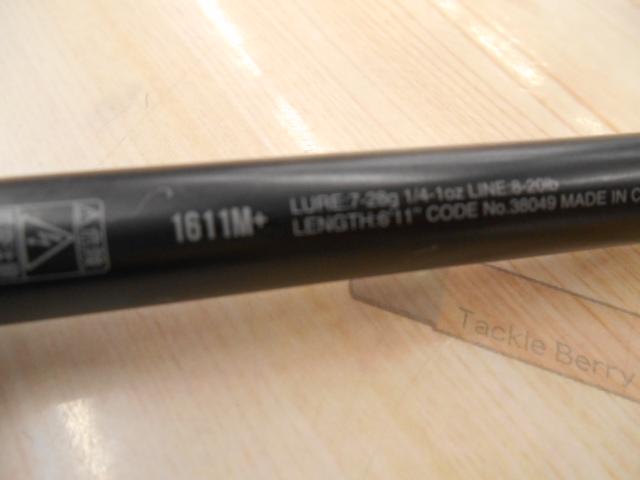 1611M+
LURE:7-28g 1/4-1oz LINE:8-20lb
LENGTH:6'11" CODE No.38049 MADE IN
Tackle Berry